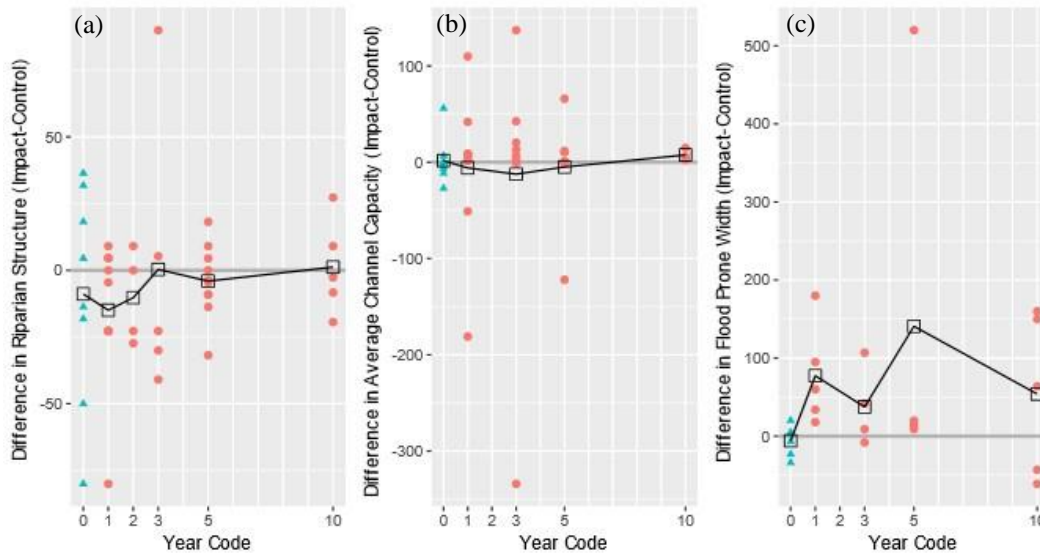 (a)
Difference in Riparian Structure (Impact-Control)
50
0
-50
0 1 2 3 5 10
Year Code
(b)
Difference in Average Channel Capacity (Impact-Control)
100
0
-100
-200
-300
0 1 2 3 5 10
Year Code
(c)
Difference in Flood Prone Width (Impact-Control)
500
400
300
200
100
0
0 1 2 3 5 10
Year Code